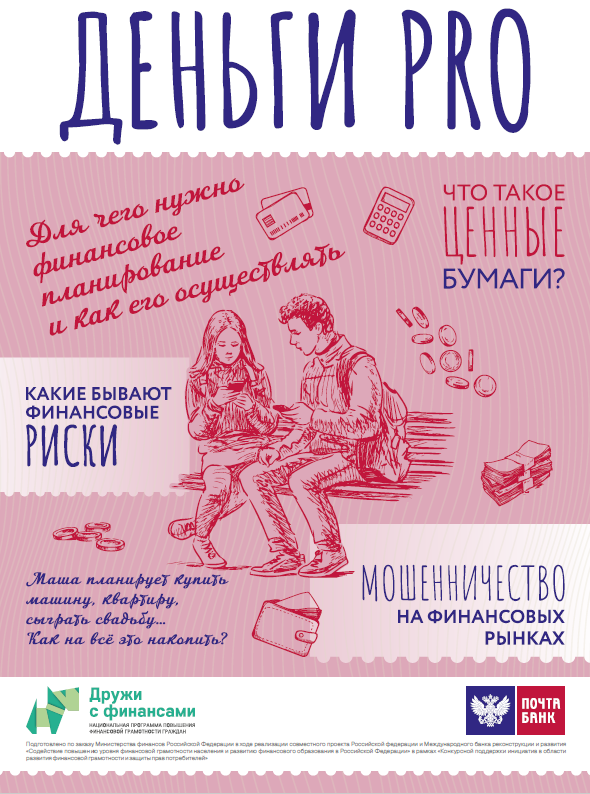 ДЕНЬГИ PRO
Для чего нужно
финансовое
планирование
и как его осуществлять
ЧТО ТАКОЕ
ЦЕННЫЕ
БУМАГИ?
КАКИЕ БЫВАЮТ
ФИНАНСОВЫЕ
РИСКИ
Маша планирует купить
машину, квартиру,
сыграть свадьбу...
Как на всё это накопить?
МОШЕННИЧЕСТВО
НА ФИНАНСОВЫХ
РЫНКАХ
Дружи
с финансами
НАЦИОНАЛЬНАЯ ПРОГРАММА ПОВЫШЕНИЯ
ФИНАНСОВОЙ ГРАМОТНОСТИ ГРАЖДАН
ПОЧТА
БАНК
Подготовлено по заказу Министерства финансов Российской Федерации в ходе реализации совместного проекта Российской Федерации и Международного банка реконструкции и развития
«Содействие повышению уровня финансовой грамотности населения и развитию финансового образования в Российской Федерации» в рамках «Конкурсной поддержки инициатив в области
развития финансовой грамотности и защиты прав потребителей»